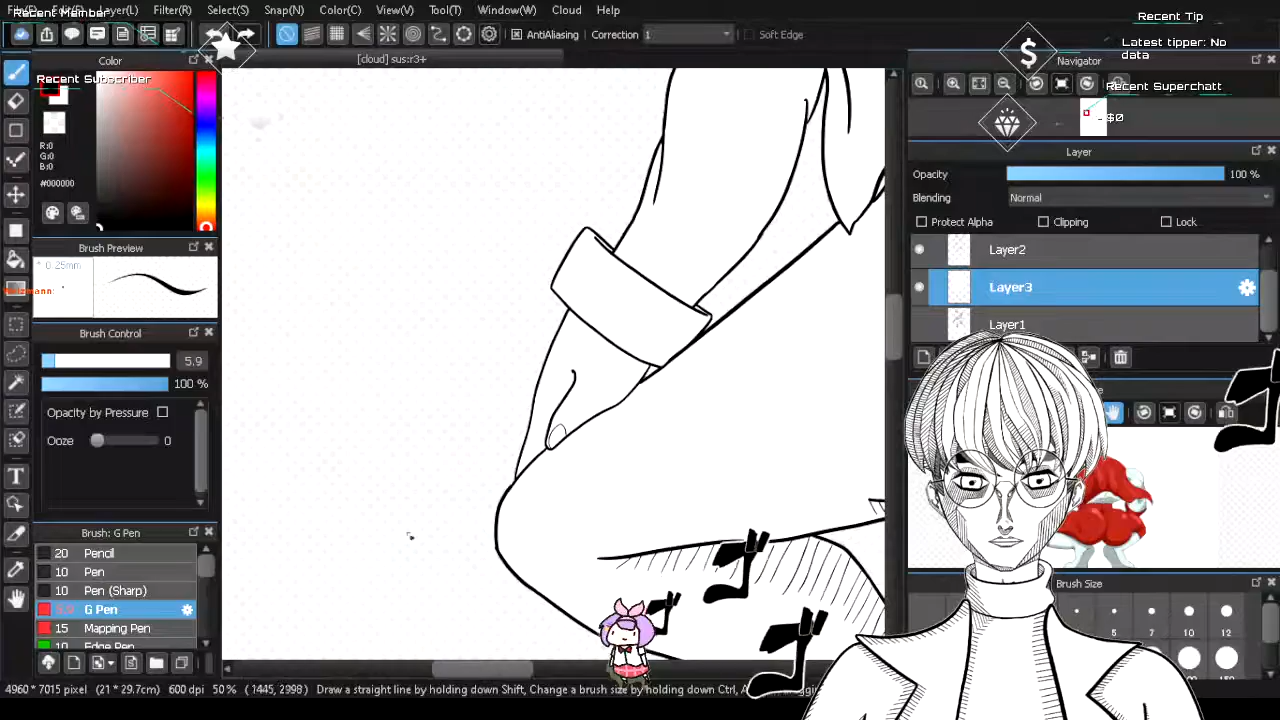 Layer(L) Filter(R) Select(S) Snap(N) Color(C) View(V) Tool(T) Window(W) Cloud Help
Recent Member
Recent Tip
AntiAliasing Correction 1 Soft Edge
Latest tipper: No data
[cloud] sus:r3+
Color
Navigator
Recent Subscriber
Recent Superchatt
- $0
R:0
G:0
B:0
#000000
Layer
Opacity 100 %
Blending Normal
Protect Alpha Clipping Lock
Brush Preview
* 0.25mm
Layer2
Layer3
Layer1
Brush Control
5.9
100 %
Opacity by Pressure
Ooze 0
Brush: G Pen
20 Pencil
10 Pen
10 Pen (Sharp)
5.9 G Pen
15 Mapping Pen
10 Edge Pen
Brush Size
5 7 10 12
4960 * 7015 pixel (21 * 29.7cm) 600 dpi 50 % ( 1445, 2998) Draw a straight line by holding down Shift, Change a brush size by holding down Ctrl,